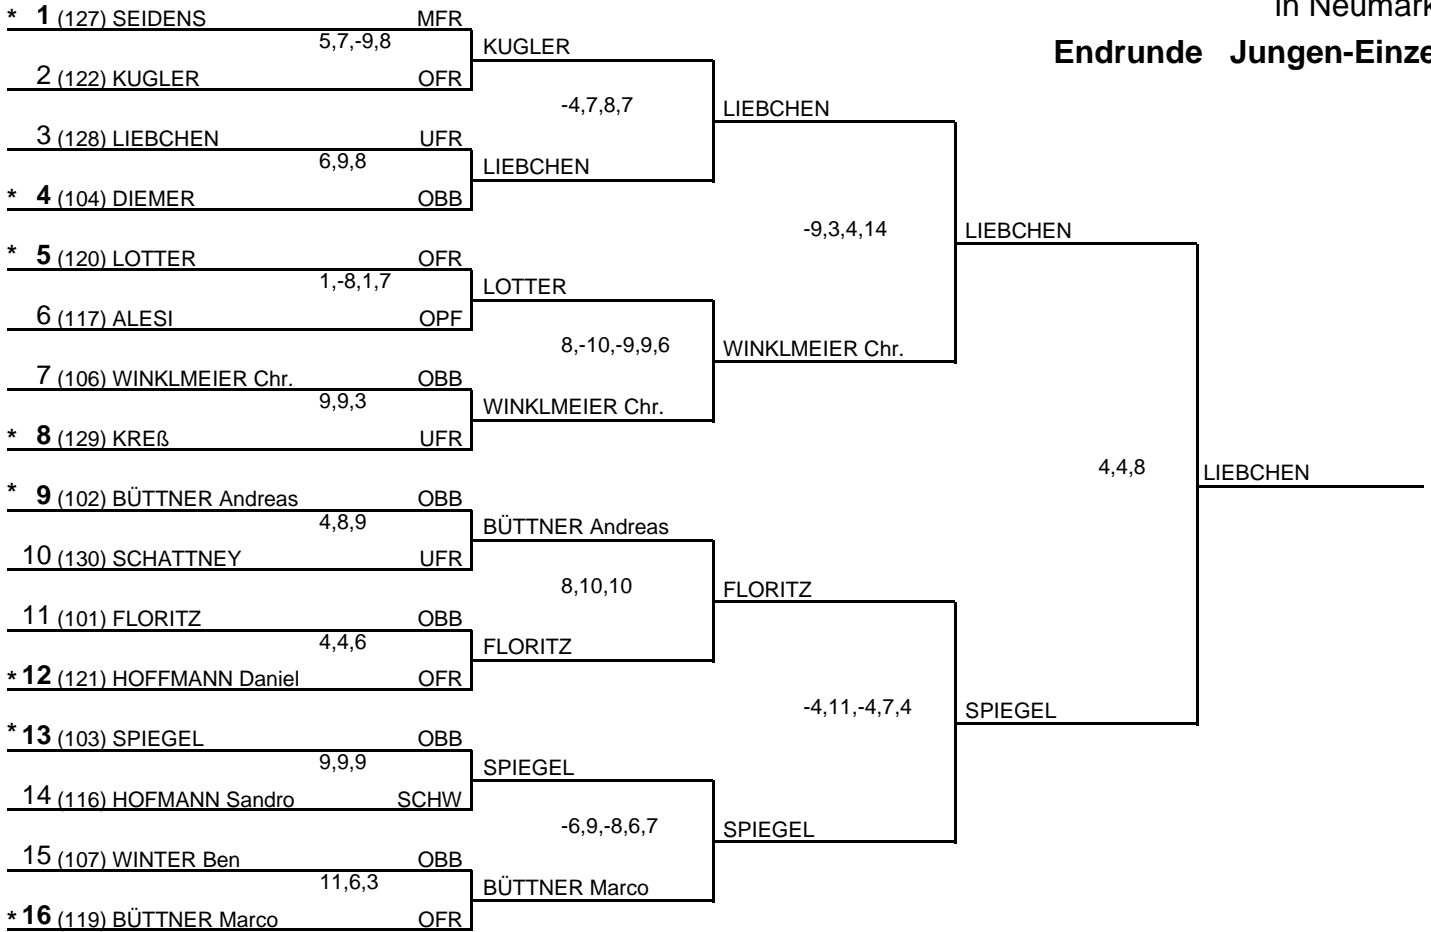 in Neumark
Endrunde Jungen-Einze
* 1 (127) SEIDENS MFR
5,7,-9,8
KUGLER
2 (122) KUGLER OFR
-4,7,8,7
LIEBCHEN
3 (128) LIEBCHEN UFR
6,9,8
LIEBCHEN
* 4 (104) DIEMER OBB
-9,3,4,14
LIEBCHEN
* 5 (120) LOTTER OFR
1,-8,1,7
LOTTER
6 (117) ALESI OPF
8,-10,-9,9,6
WINKLMEIER Chr.
7 (106) WINKLMEIER Chr. OBB
9,9,3
WINKLMEIER Chr.
* 8 (129) KREß UFR
4,4,8
LIEBCHEN
* 9 (102) BÜTTNER Andreas OBB
4,8,9
BÜTTNER Andreas
10 (130) SCHATTNEY UFR
8,10,10
FLORITZ
11 (101) FLORITZ OBB
4,4,6
FLORITZ
* 12 (121) HOFFMANN Daniel OFR
-4,11,-4,7,4
SPIEGEL
* 13 (103) SPIEGEL OBB
9,9,9
SPIEGEL
14 (116) HOFMANN Sandro SCHW
-6,9,-8,6,7
SPIEGEL
15 (107) WINTER Ben OBB
11,6,3
BÜTTNER Marco
* 16 (119) BÜTTNER Marco OFR